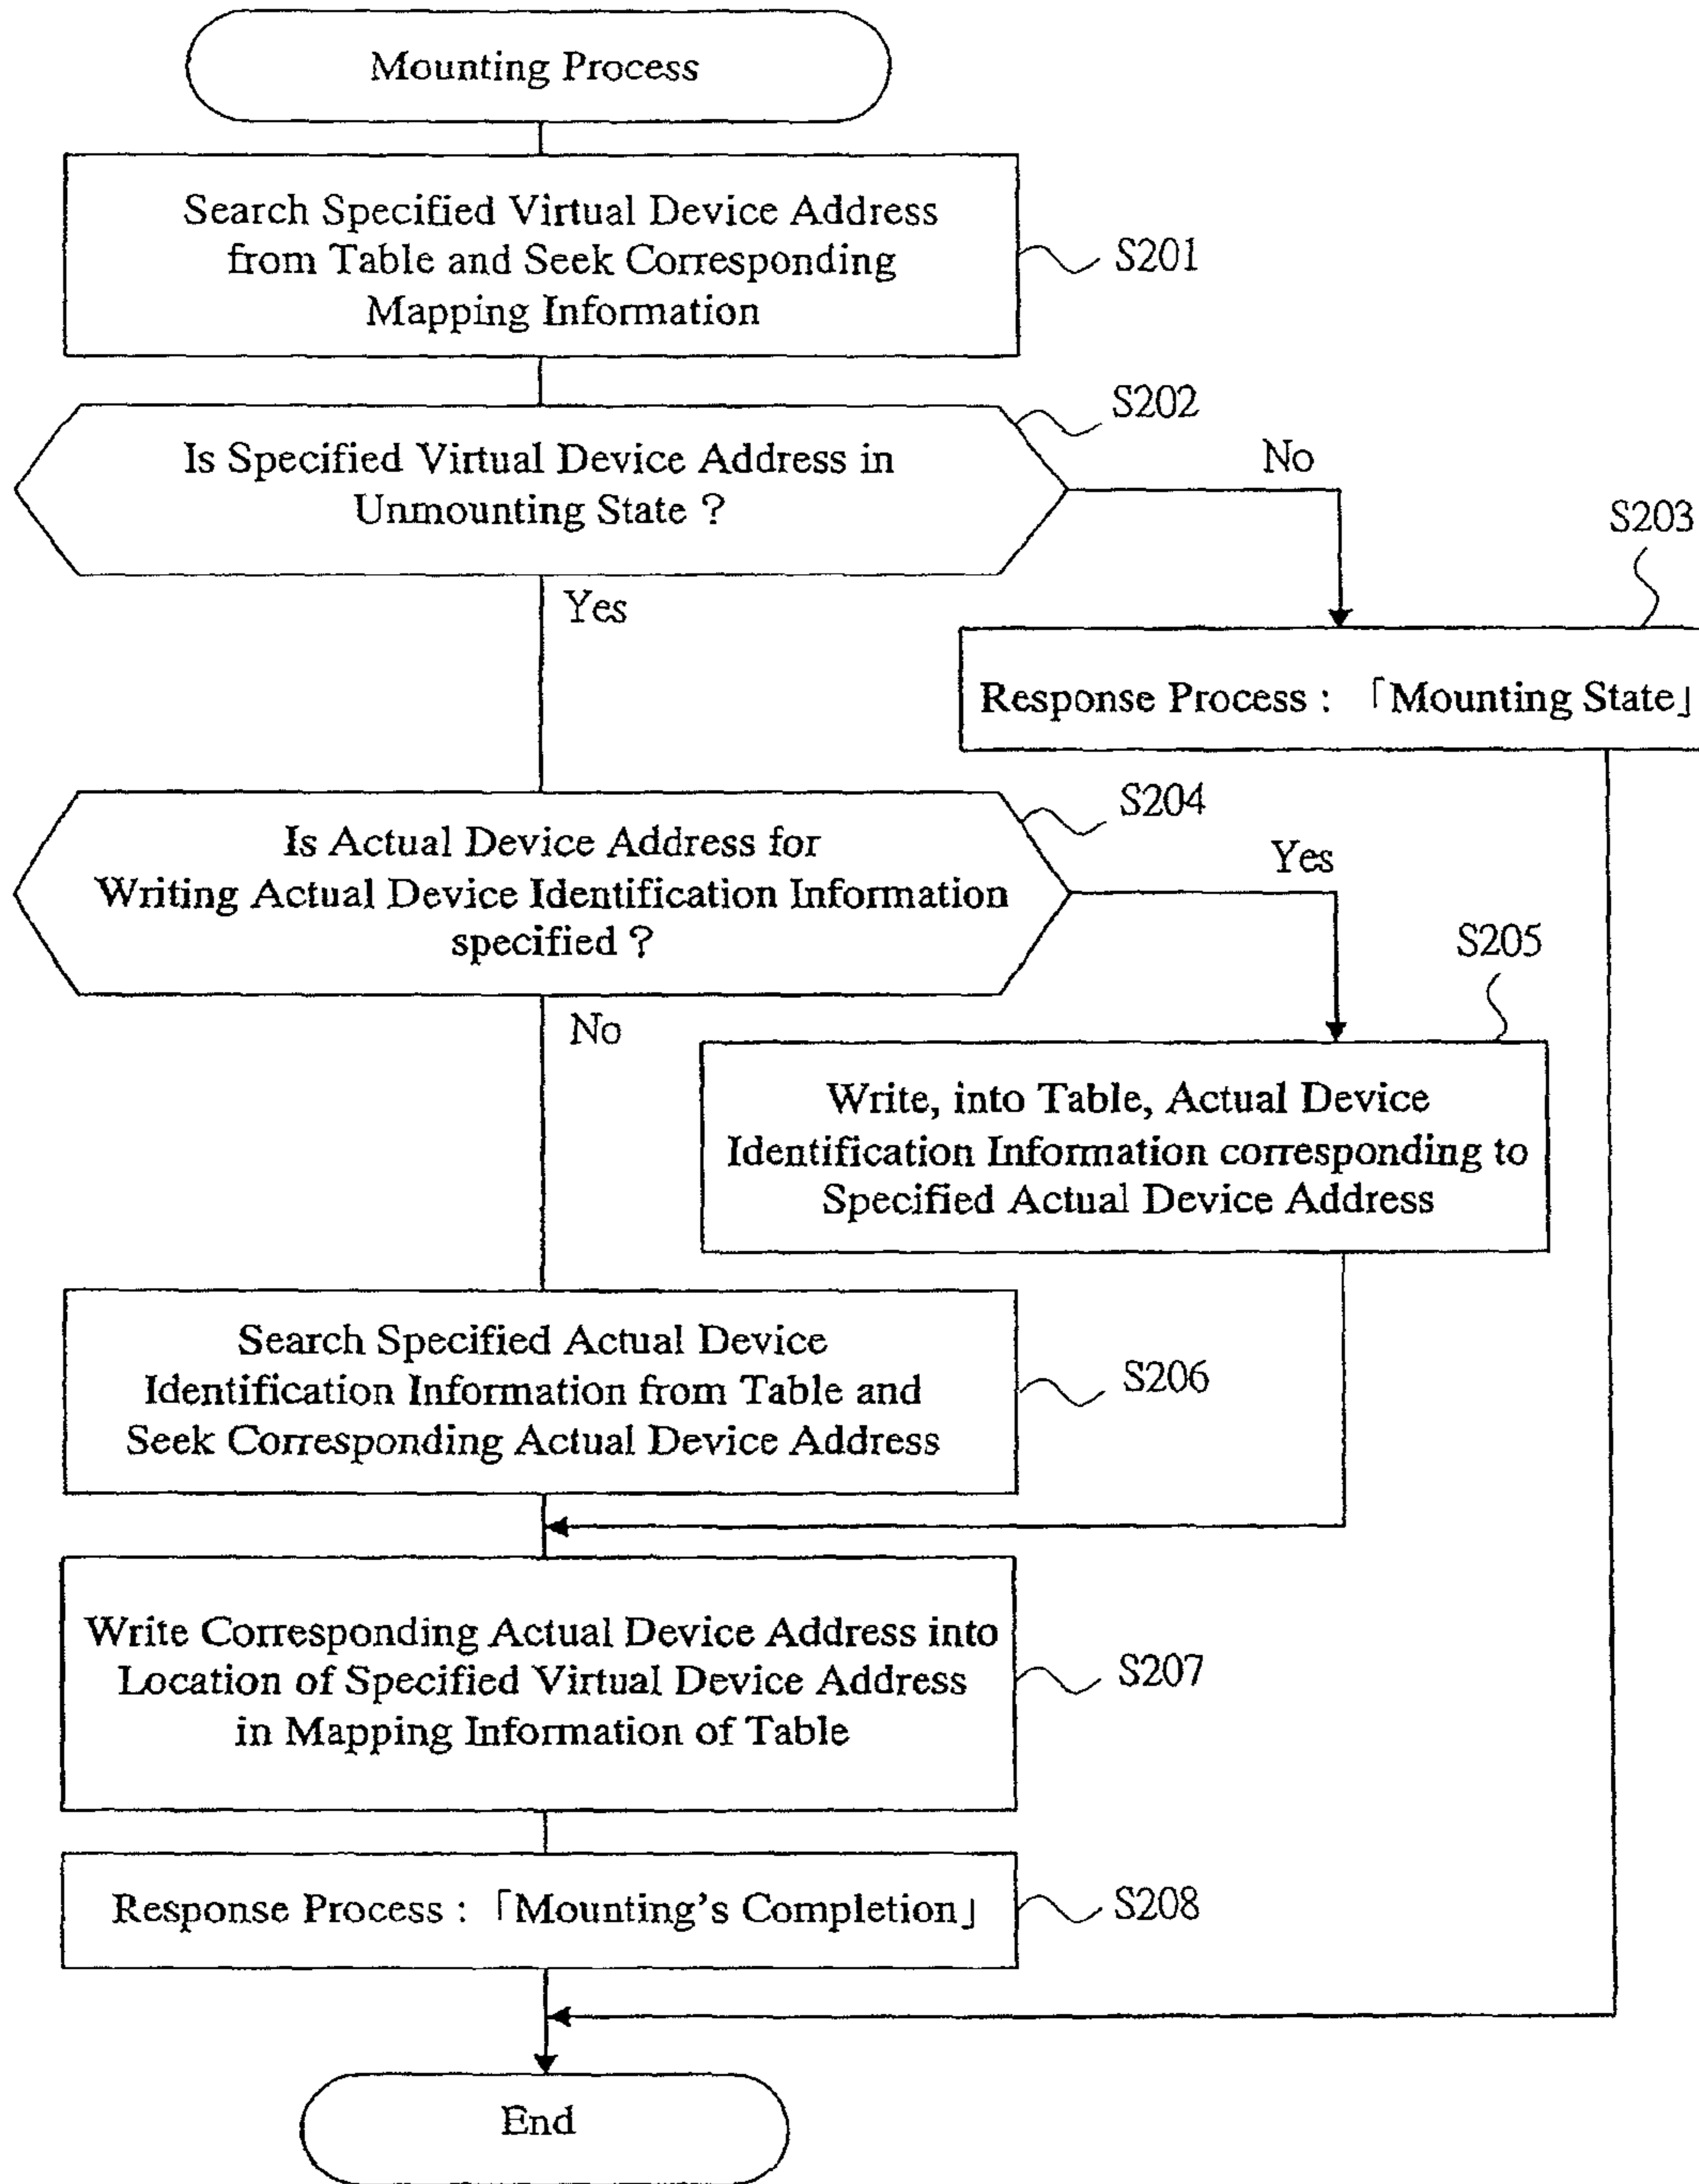 Mounting Process
Search Specified Virtual Device Address
from Table and Seek Corresponding
Mapping Information
S201
S202
Is Specified Virtual Device Address in
Unmounting State ?
No
Yes
S203
Response Process : 「Mounting State」
S204
Is Actual Device Address for
Writing Actual Device Identification Information
specified ?
Yes
No
S205
Write, into Table, Actual Device
Identification Information corresponding to
Specified Actual Device Address
Search Specified Actual Device
Identification Information from Table and
Seek Corresponding Actual Device Address
S206
Write Corresponding Actual Device Address into
Location of Specified Virtual Device Address
in Mapping Information of Table
S207
Response Process : 「Mounting's Completion」
S208
End